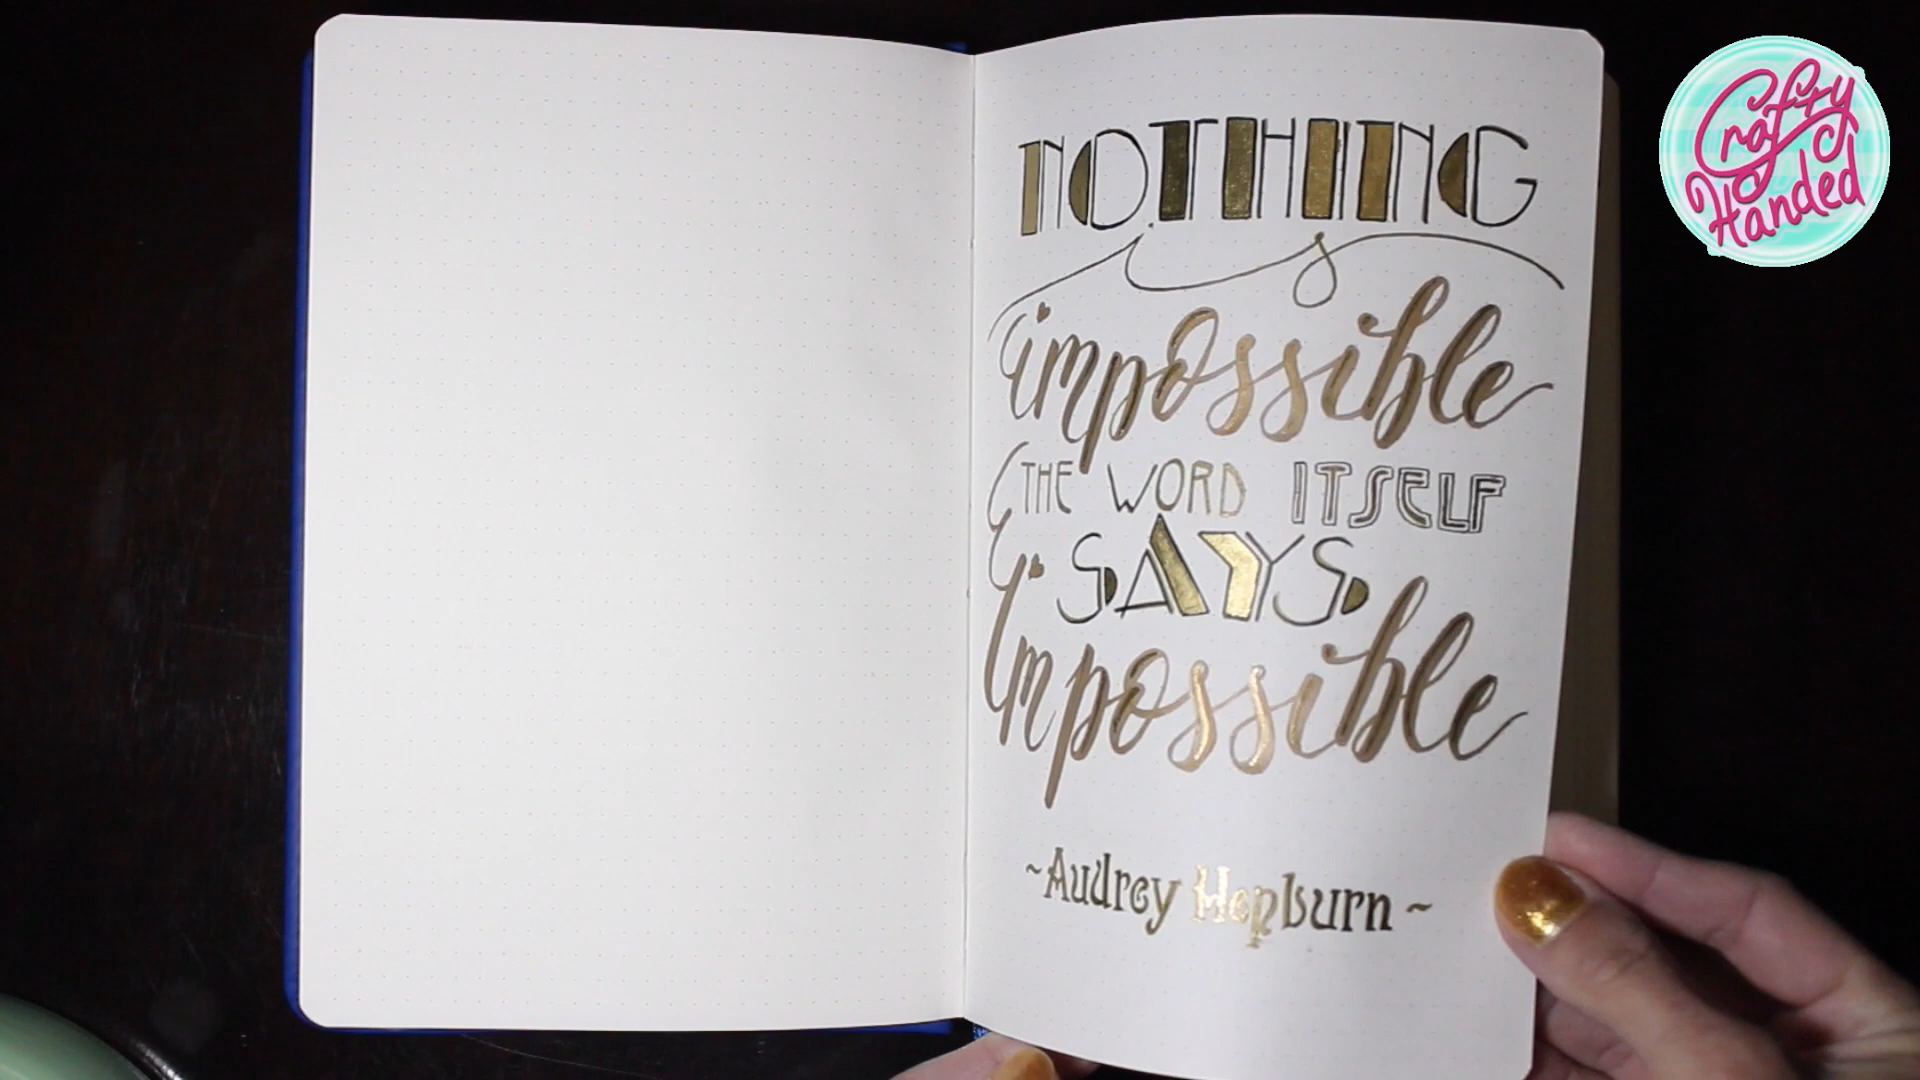 NOTHING
is
impossible
THE WORD ITSELF
SAYS
Impossible
~Audrey Hepburn~
Crafty
Handed